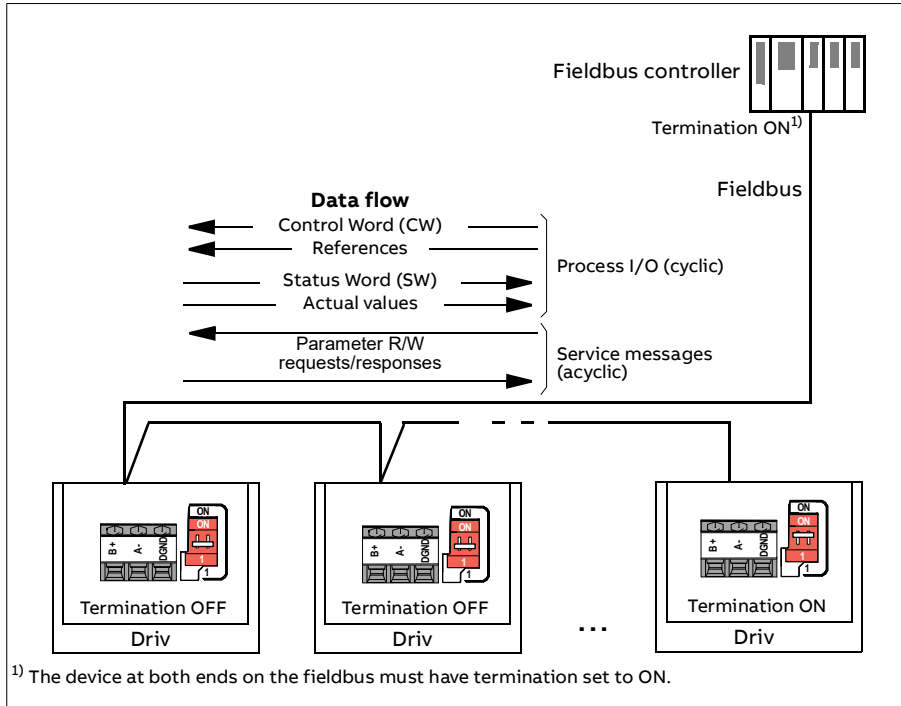 Fieldbus controller
Termination ON1)
Fieldbus
Data flow
Control Word (CW)
References
Status Word (SW)
Actual values
Process I/O (cyclic)
Parameter R/W
requests/responses
Service messages
(acyclic)
ON
ON
B+
A-
DGND
1
1
Termination OFF
Driv
ON
ON
B+
A-
DGND
1
1
Termination OFF
Driv
...
ON
ON
B+
A-
DGND
1
1
Termination ON
Driv
1) The device at both ends on the fieldbus must have termination set to ON.